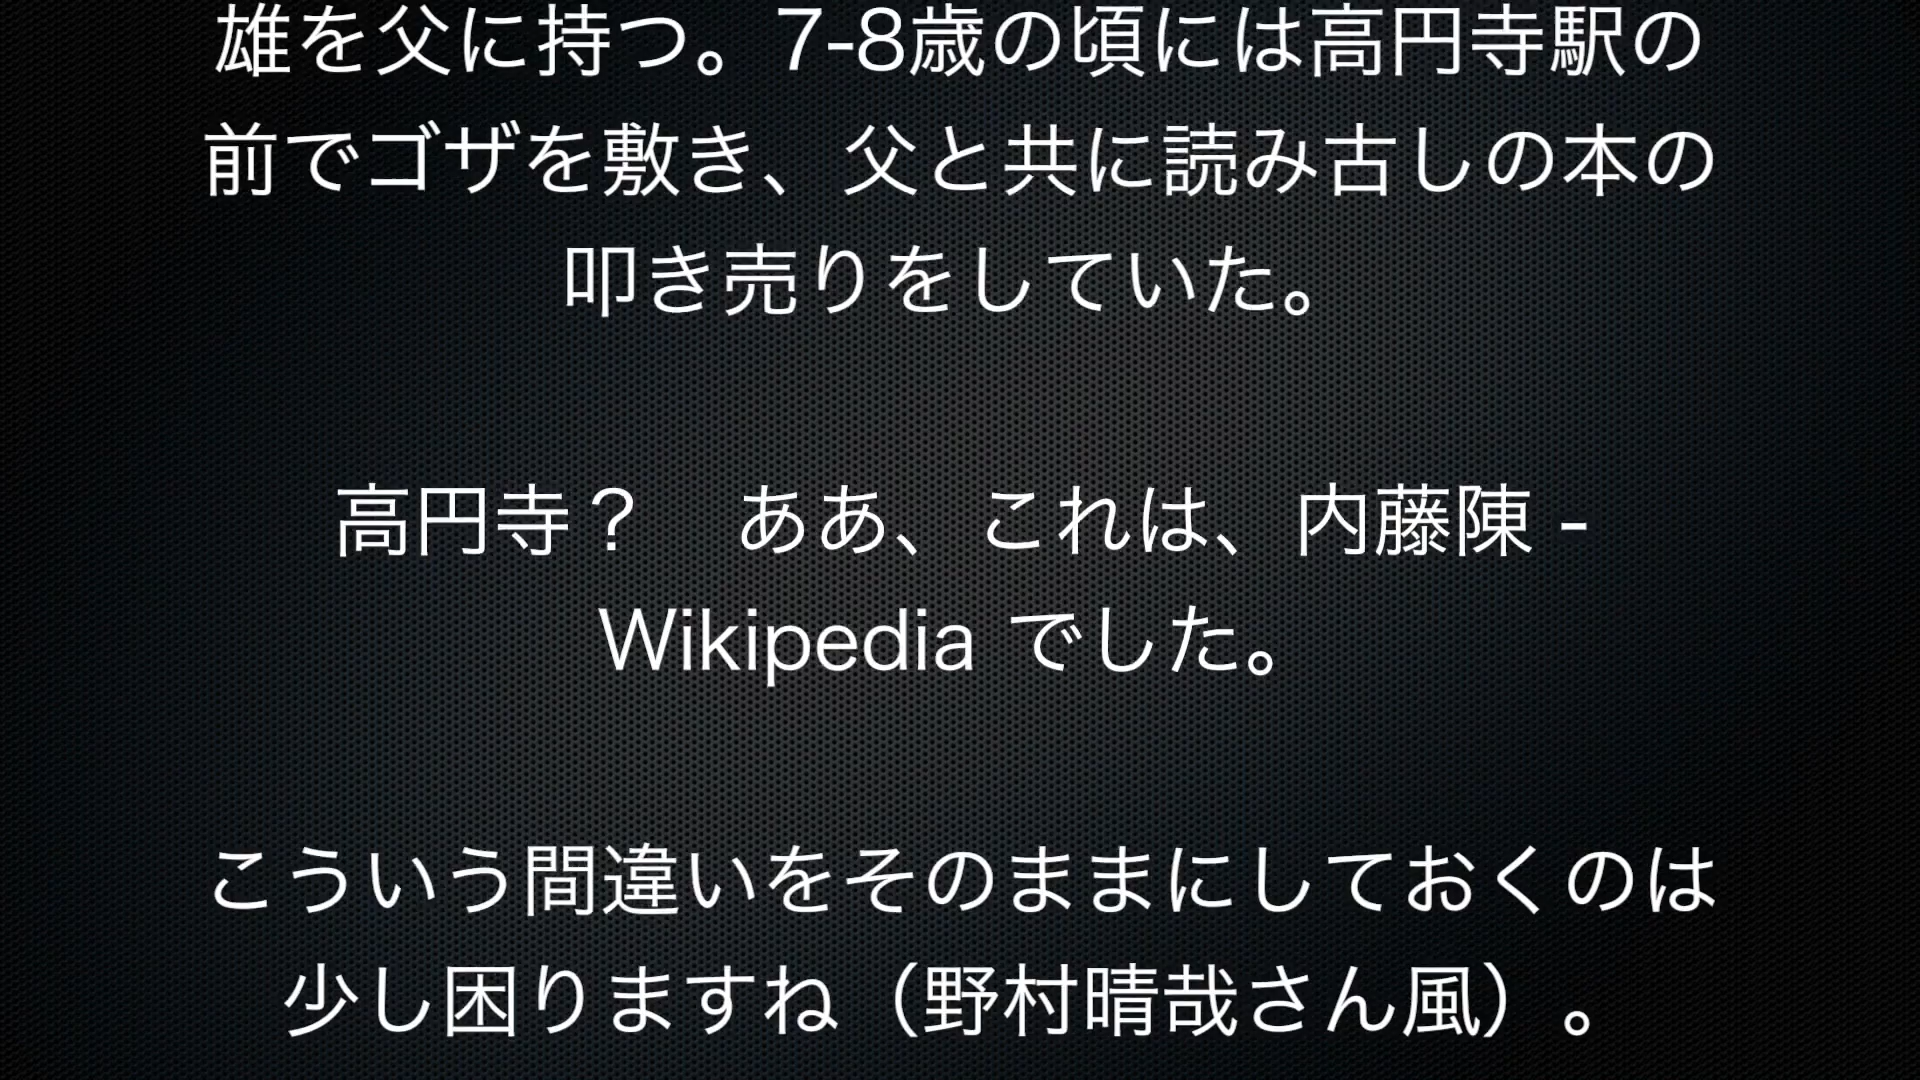 雄を父に持つ。7-8歳の頃には高円寺駅の
前でゴザを敷き、父と共に読み古しの本の
叩き売りをしていた。
高円寺？　ああ、これは、内藤陳 -
Wikipedia でした。
こういう間違いをそのままにしておくのは
少し困りますね（野村晴哉さん風）。